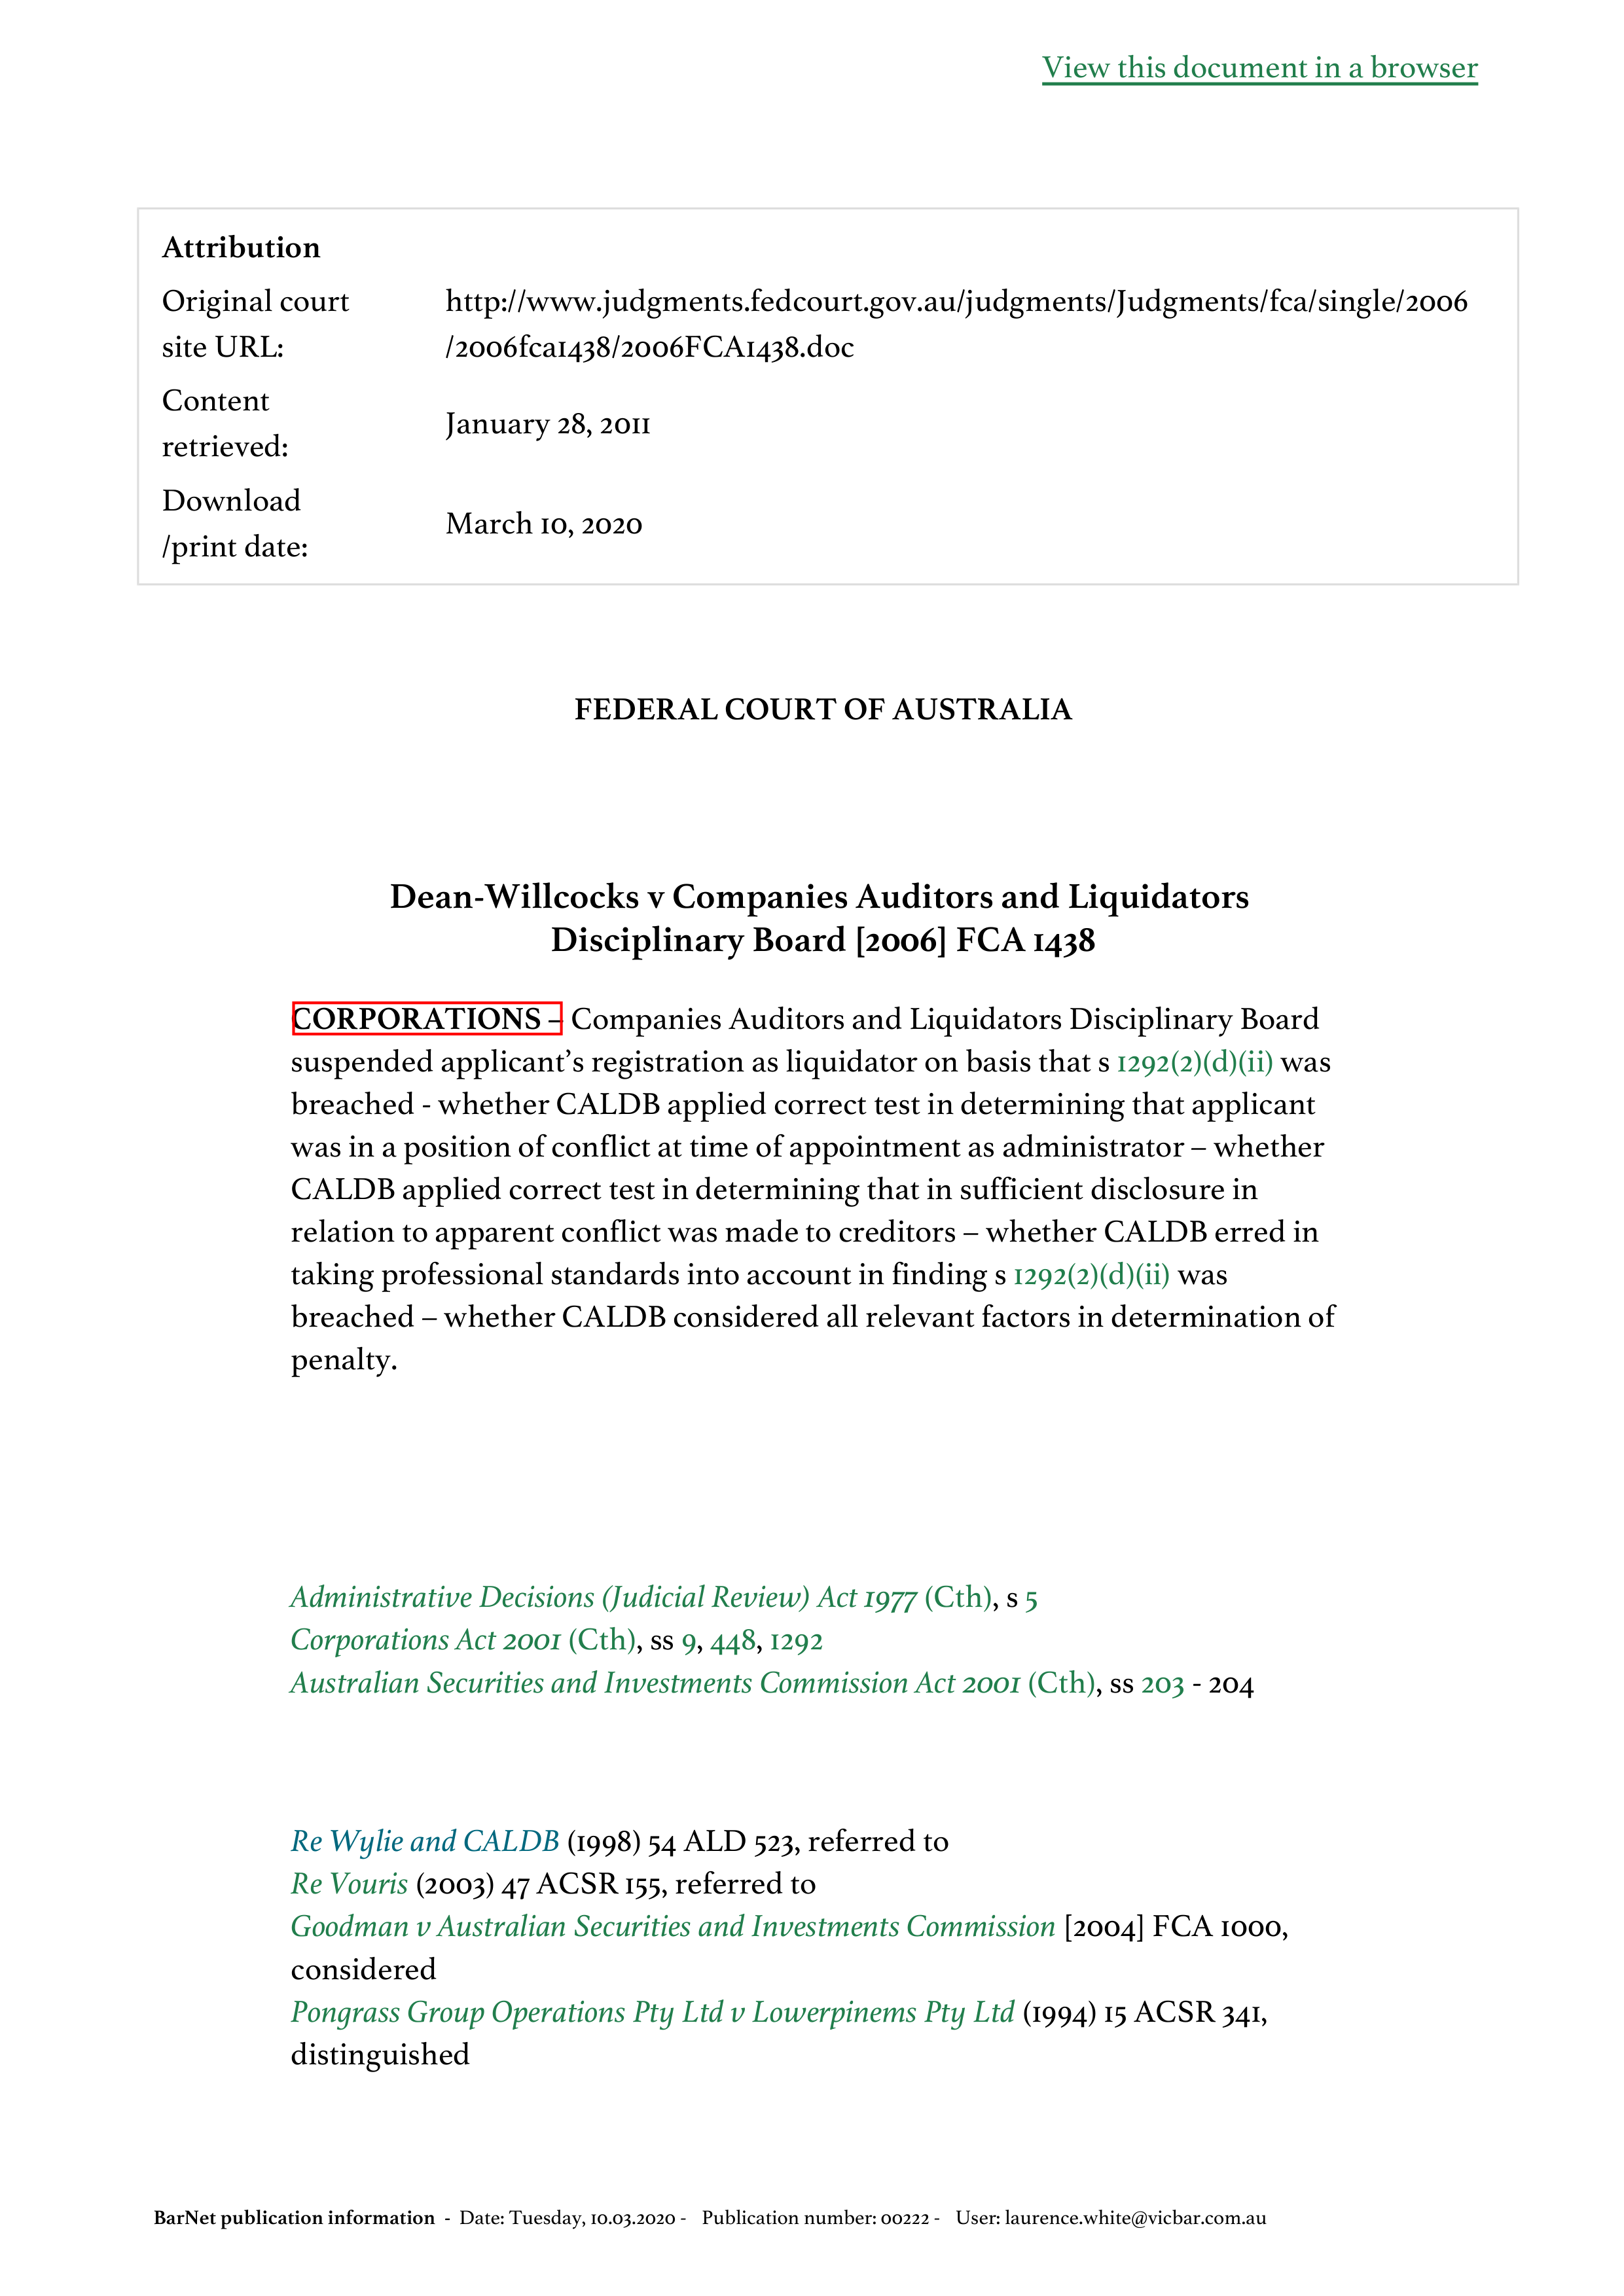 View this document in a browser
Attribution
Original court
site URL:
http://www.judgments.fedcourt.gov.au/judgments/Judgments/fca/single/2006
/2006fca1438/2006FCA1438.doc
Content
retrieved:
January 28, 2011
Download
/print date:
March 10, 2020
FEDERAL COURT OF AUSTRALIA
Dean-Willcocks v Companies Auditors and Liquidators
Disciplinary Board [2006] FCA 1438
CORPORATIONS – Companies Auditors and Liquidators Disciplinary Board
suspended applicant’s registration as liquidator on basis that s 1292(2)(d)(ii) was
breached - whether CALDB applied correct test in determining that applicant
was in a position of conflict at time of appointment as administrator – whether
CALDB applied correct test in determining that in sufficient disclosure in
relation to apparent conflict was made to creditors – whether CALDB erred in
taking professional standards into account in finding s 1292(2)(d)(ii) was
breached – whether CALDB considered all relevant factors in determination of
penalty.
Administrative Decisions (Judicial Review) Act 1977 (Cth), s 5
Corporations Act 2001 (Cth), ss 9, 448, 1292
Australian Securities and Investments Commission Act 2001 (Cth), ss 203 - 204
Re Wylie and CALDB (1998) 54 ALD 523, referred to
Re Vouris (2003) 47 ACSR 155, referred to
Goodman v Australian Securities and Investments Commission [2004] FCA 1000,
considered
Pongrass Group Operations Pty Ltd v Lowerpinems Pty Ltd (1994) 15 ACSR 341,
distinguished
BarNet publication information - Date: Tuesday, 10.03.2020 - Publication number: 00222 - User: laurence.white@vicbar.com.au